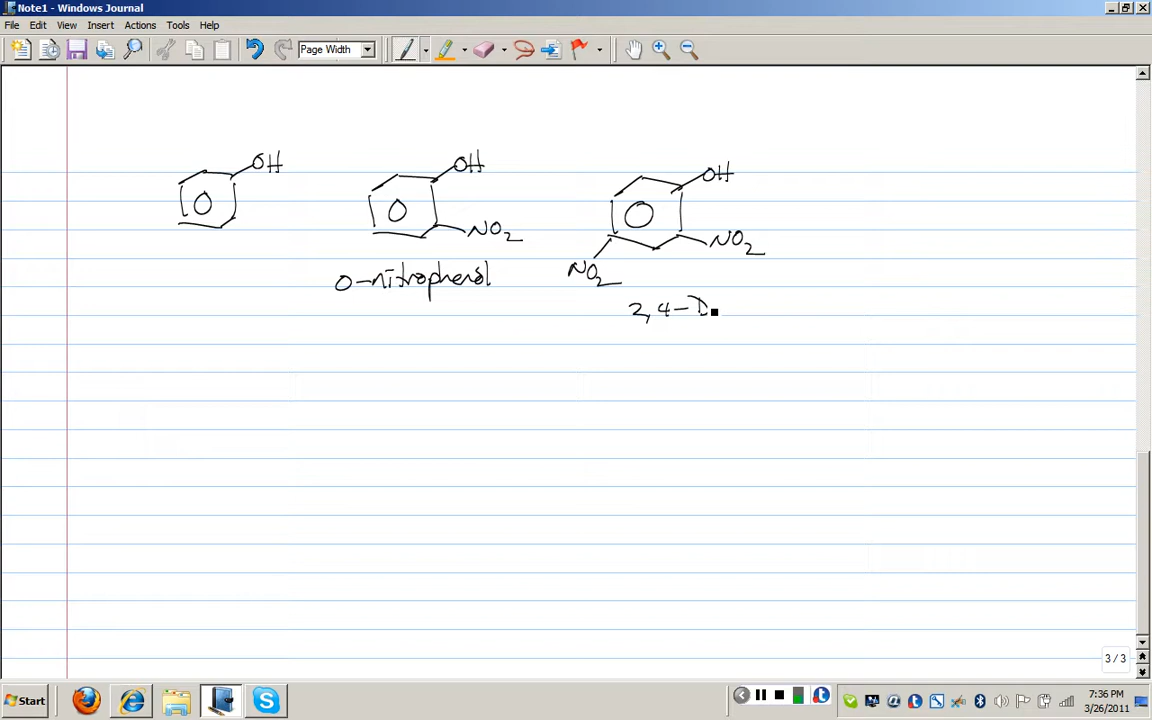 Note1 - Windows Journal
File Edit View Insert Actions Tools Help
Page Width
OH
OH
OH
NO2
NO2
NO2
o-nitrophenol
2,4-D
3 / 3
Start
7:36 PM
3/26/2011